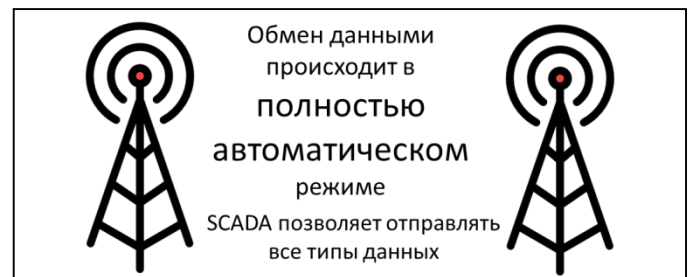 Обмен данными
происходит в
полностью
автоматическом
режиме
SCADA позволяет отправлять
все типы данных